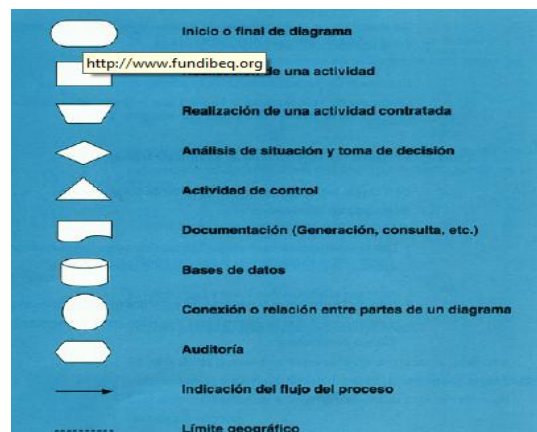 Inicio o final de diagrama
http://www.fundibeq.org
de una actividad
Realización de una actividad contratada
Análisis de situación y toma de decisión
Actividad de control
Documentación (Generación, consulta, etc.)
Bases de datos
Conexión o relación entre partes de un diagrama
Auditoría
Indicación del flujo del proceso
Límite geográfico